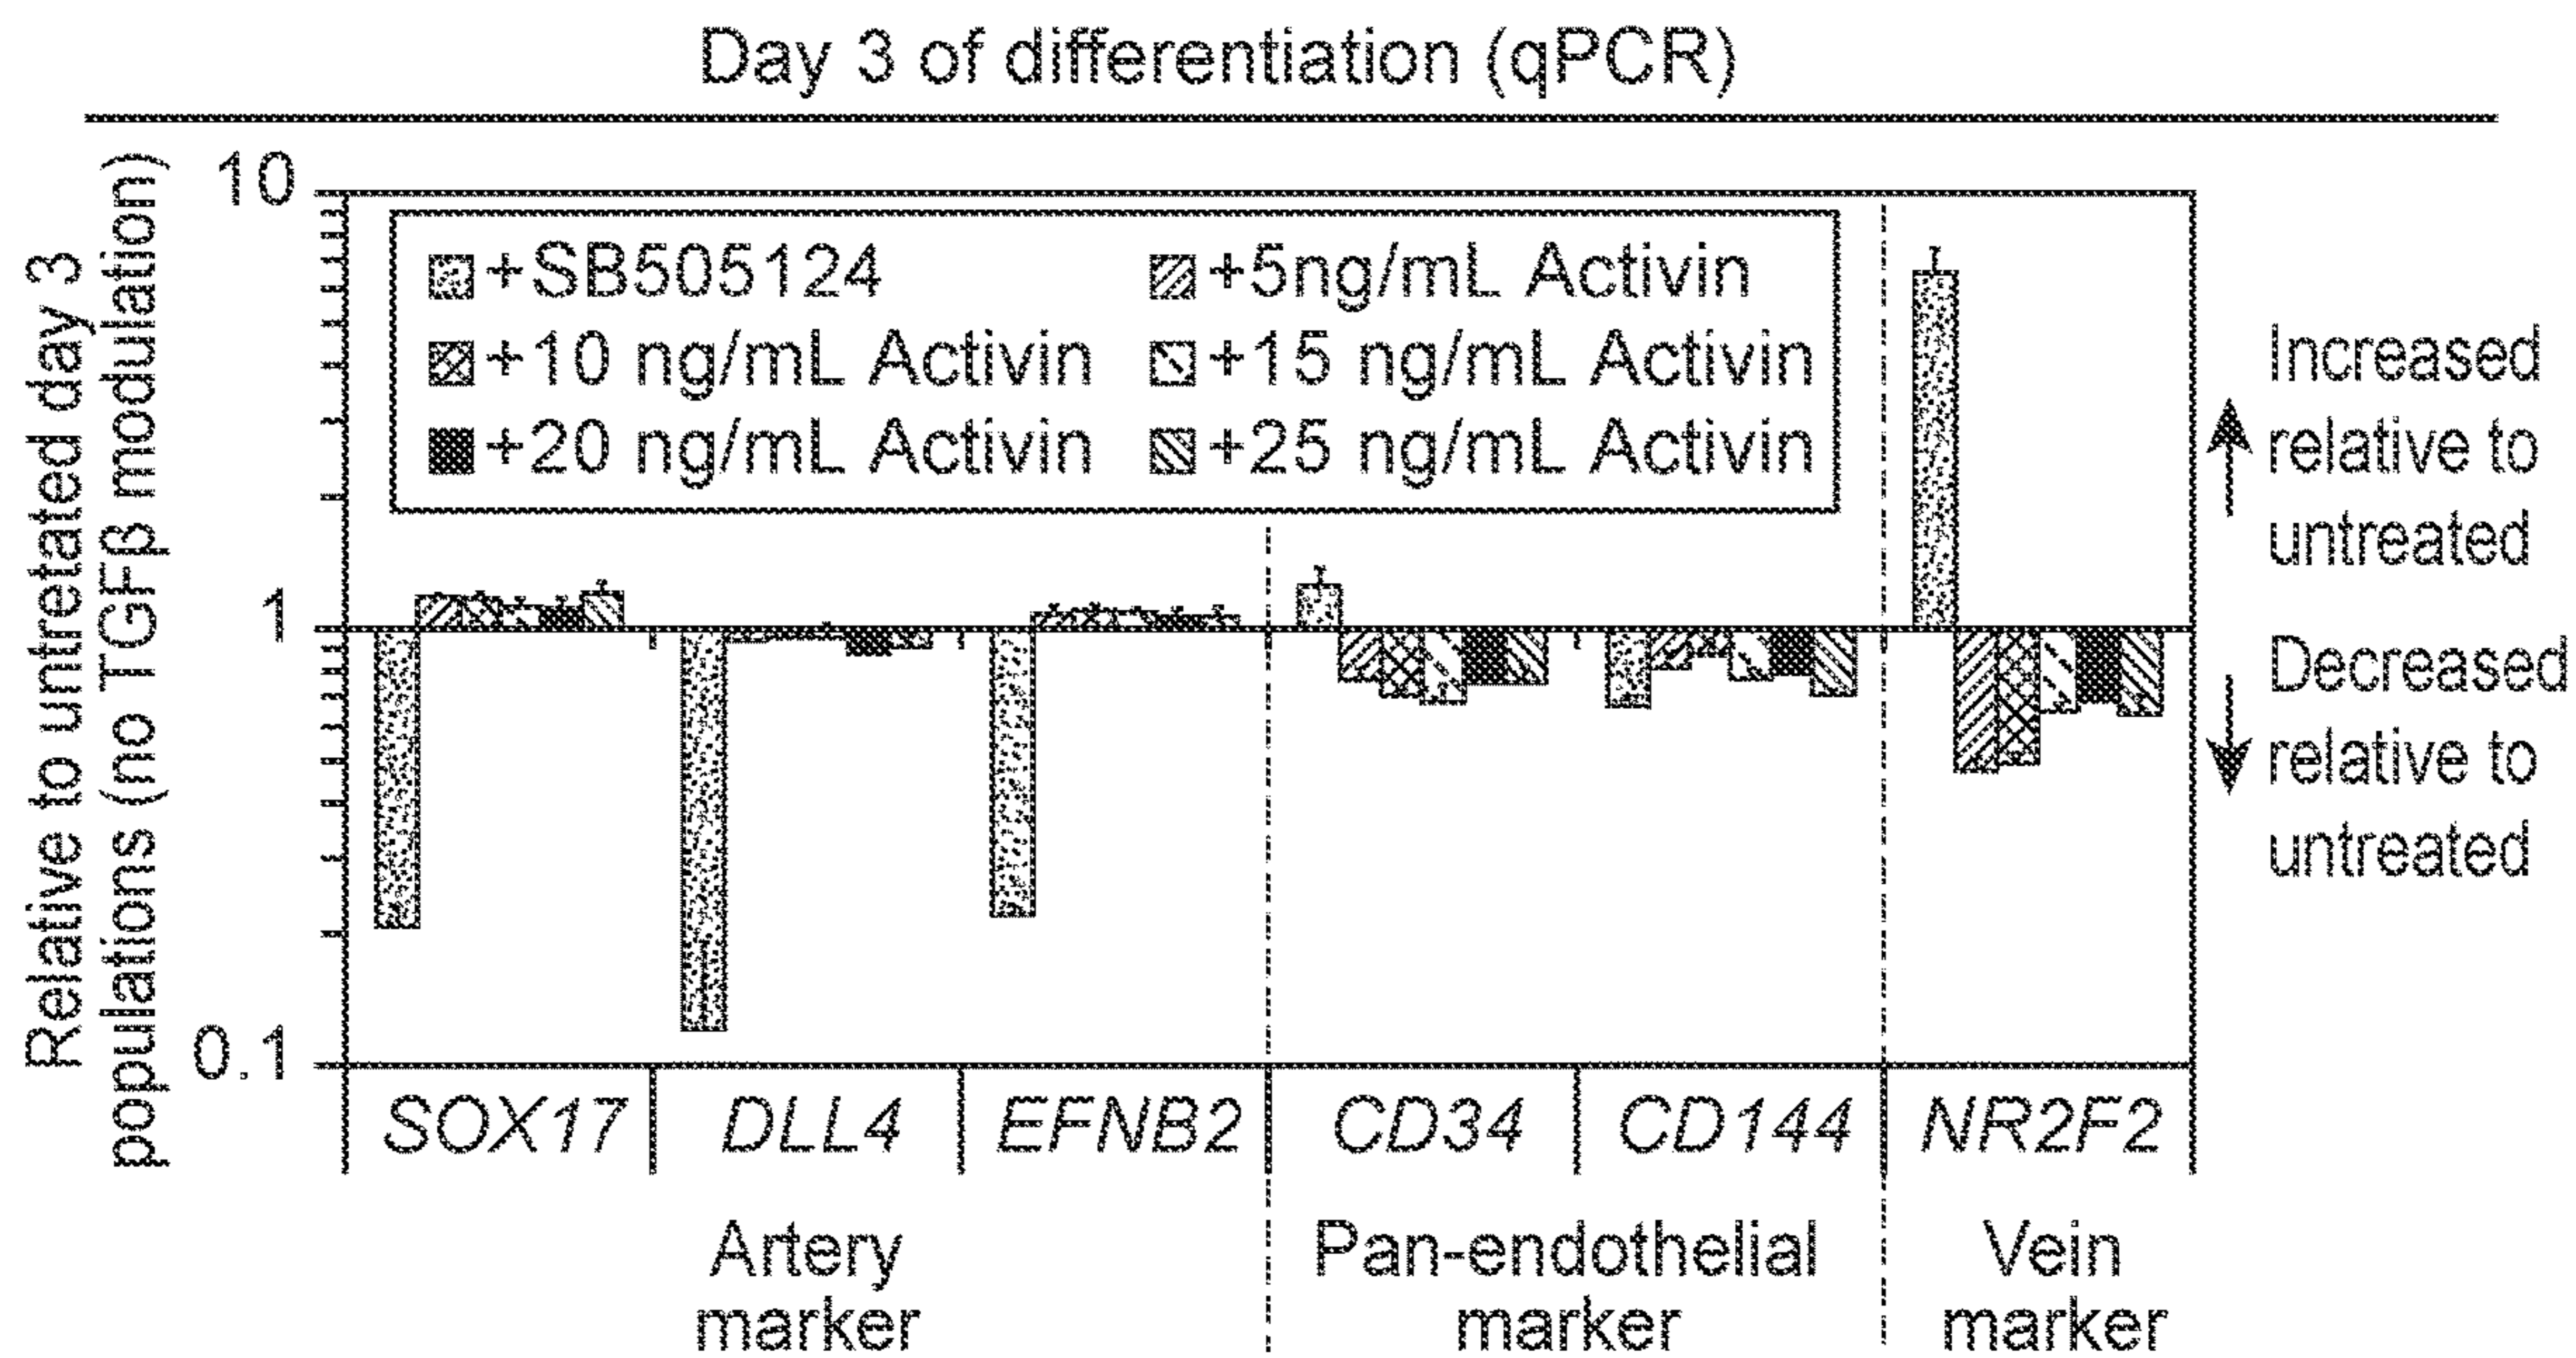 Day 3 of differentiation (qPCR)
Relative to untretated day 3
populations (no TGFβ modulation)
10
1
0.1
+SB505124
+5ng/mL Activin
+10 ng/mL Activin
+15 ng/mL Activin
+20 ng/mL Activin
+25 ng/mL Activin
Increased
relative to
untreated
Decreased
relative to
untreated
SOX17
DLL4
EFNB2
CD34
CD144
NR2F2
Artery
marker
Pan-endothelial
marker
Vein
marker